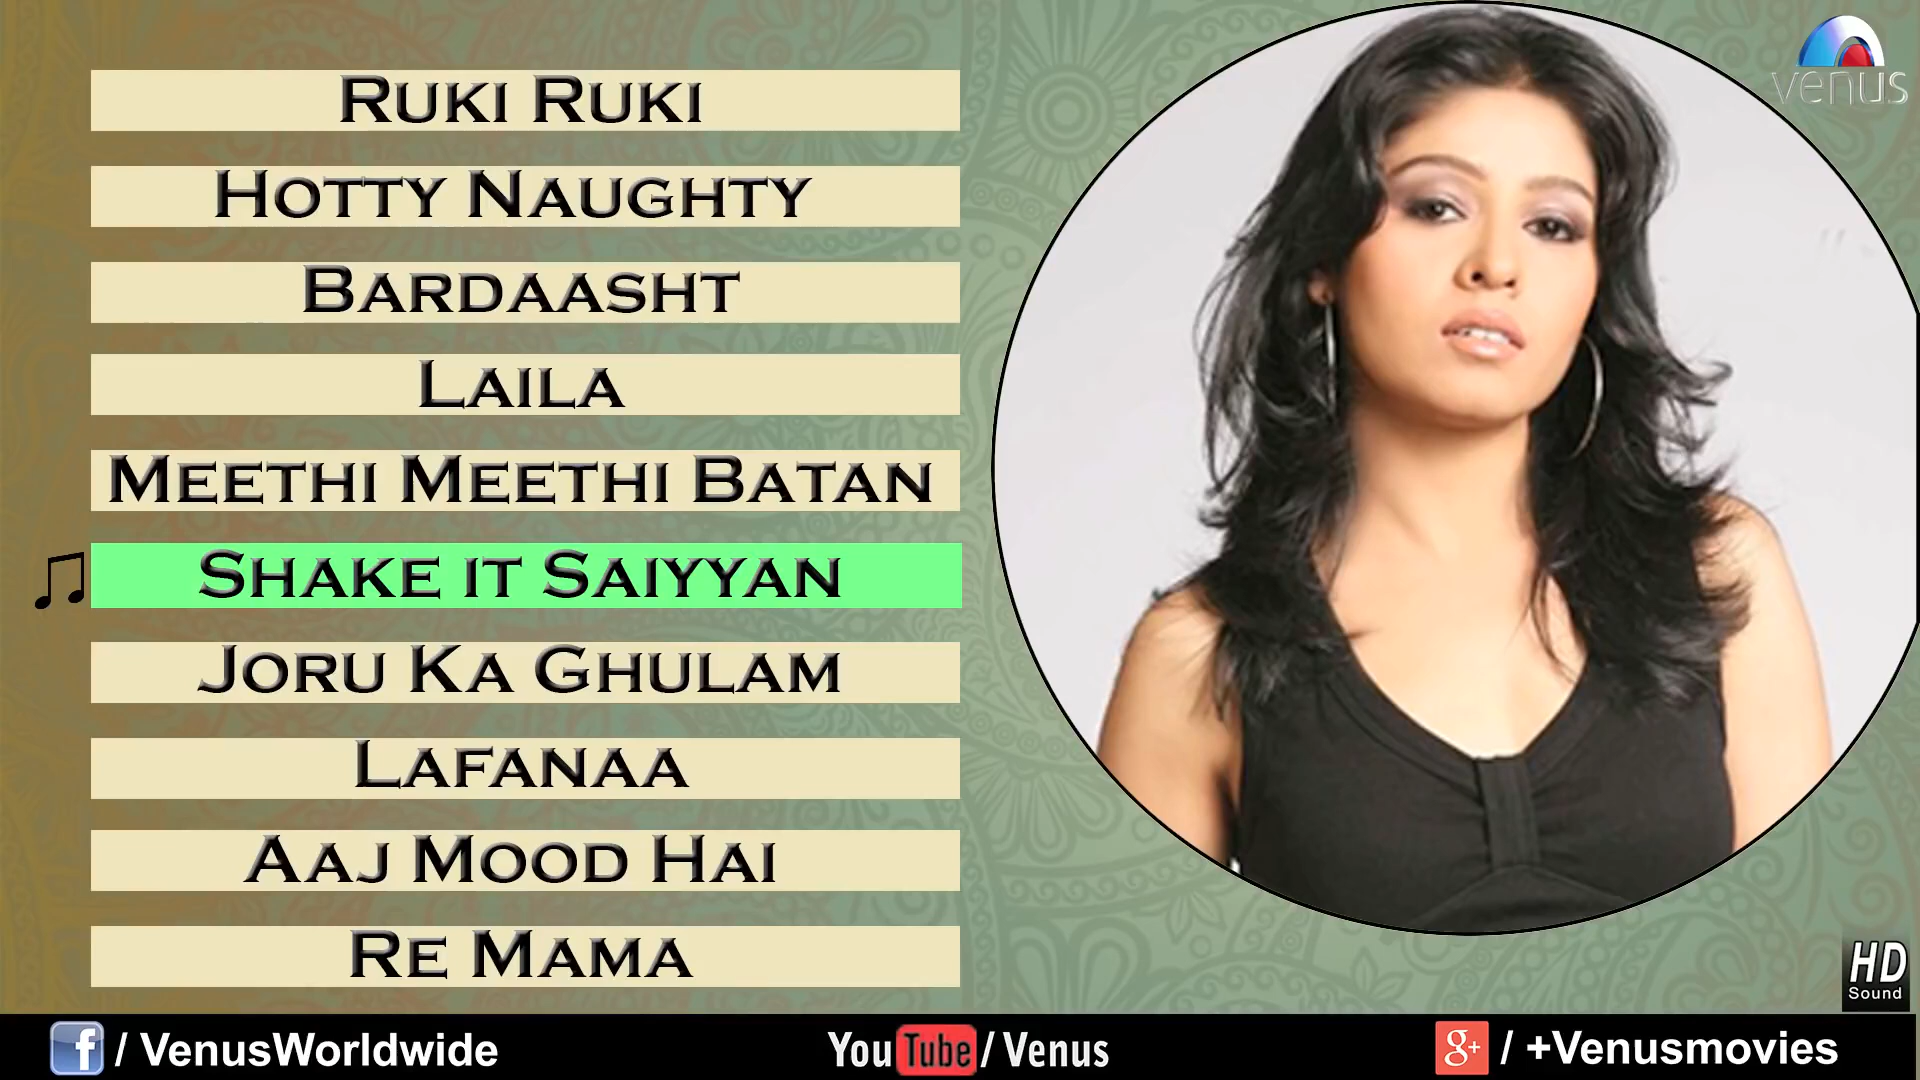 venus
RUKI RUKI
HOTTY NAUGHTY
BARDAASHT
LAILA
MEETHI MEETHI BATAN
SHAKE IT SAIYYAN
JORU KA GHULAM
LAFANAA
AAJ MOOD HAI
RE MAMA
HD
Sound
f / VenusWorldwide
YouTube / Venus
g+ / +Venusmovies